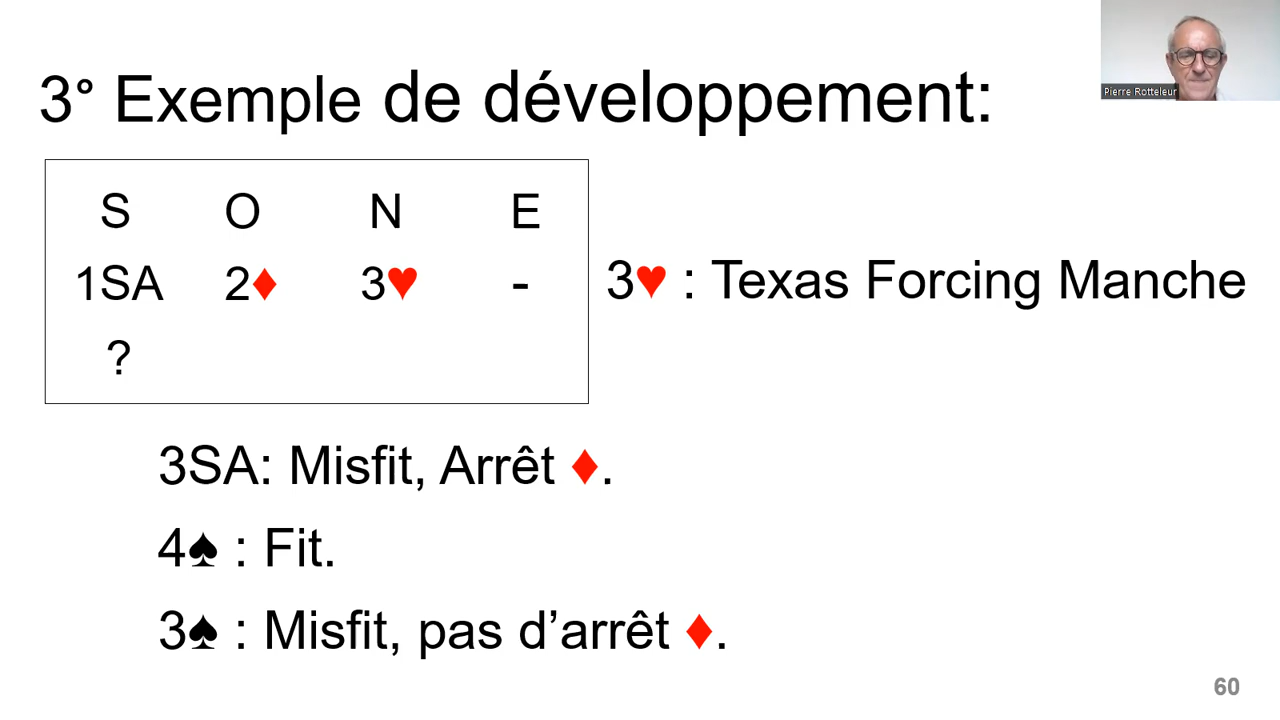 3° Exemple de développement:
Pierre Rotteleur
S O N E
1SA 2♦ 3♥ -
?
3♥ : Texas Forcing Manche
3SA: Misfit, Arrêt ♦.
4♠ : Fit.
3♠ : Misfit, pas d’arrêt ♦.
60